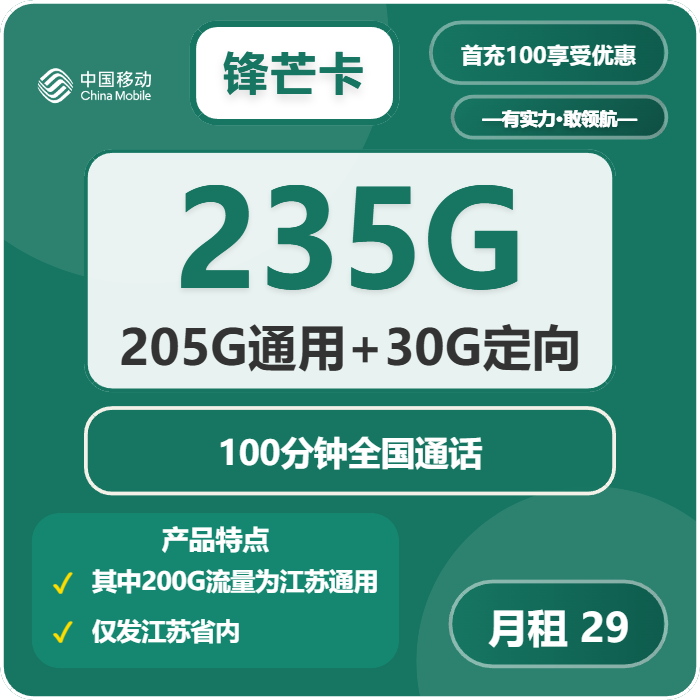 中国移动
China Mobile
锋芒卡
首充100享受优惠
—有实力·敢领航—
235G
205G通用+30G定向
100分钟全国通话
产品特点
✓ 其中200G流量为江苏通用
✓ 仅发江苏省内
月租 29